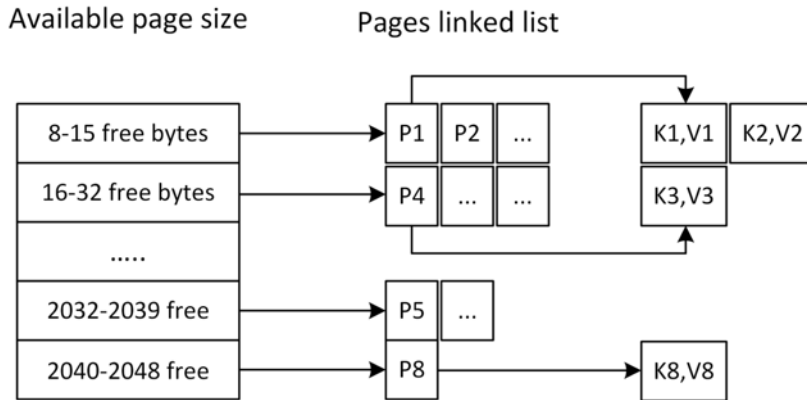 Available page size Pages linked list
8-15 free bytes P1 P2 ... K1,V1 K2,V2
16-32 free bytes P4 ... ... K3,V3
.....
2032-2039 free P5 ...
2040-2048 free P8 K8,V8